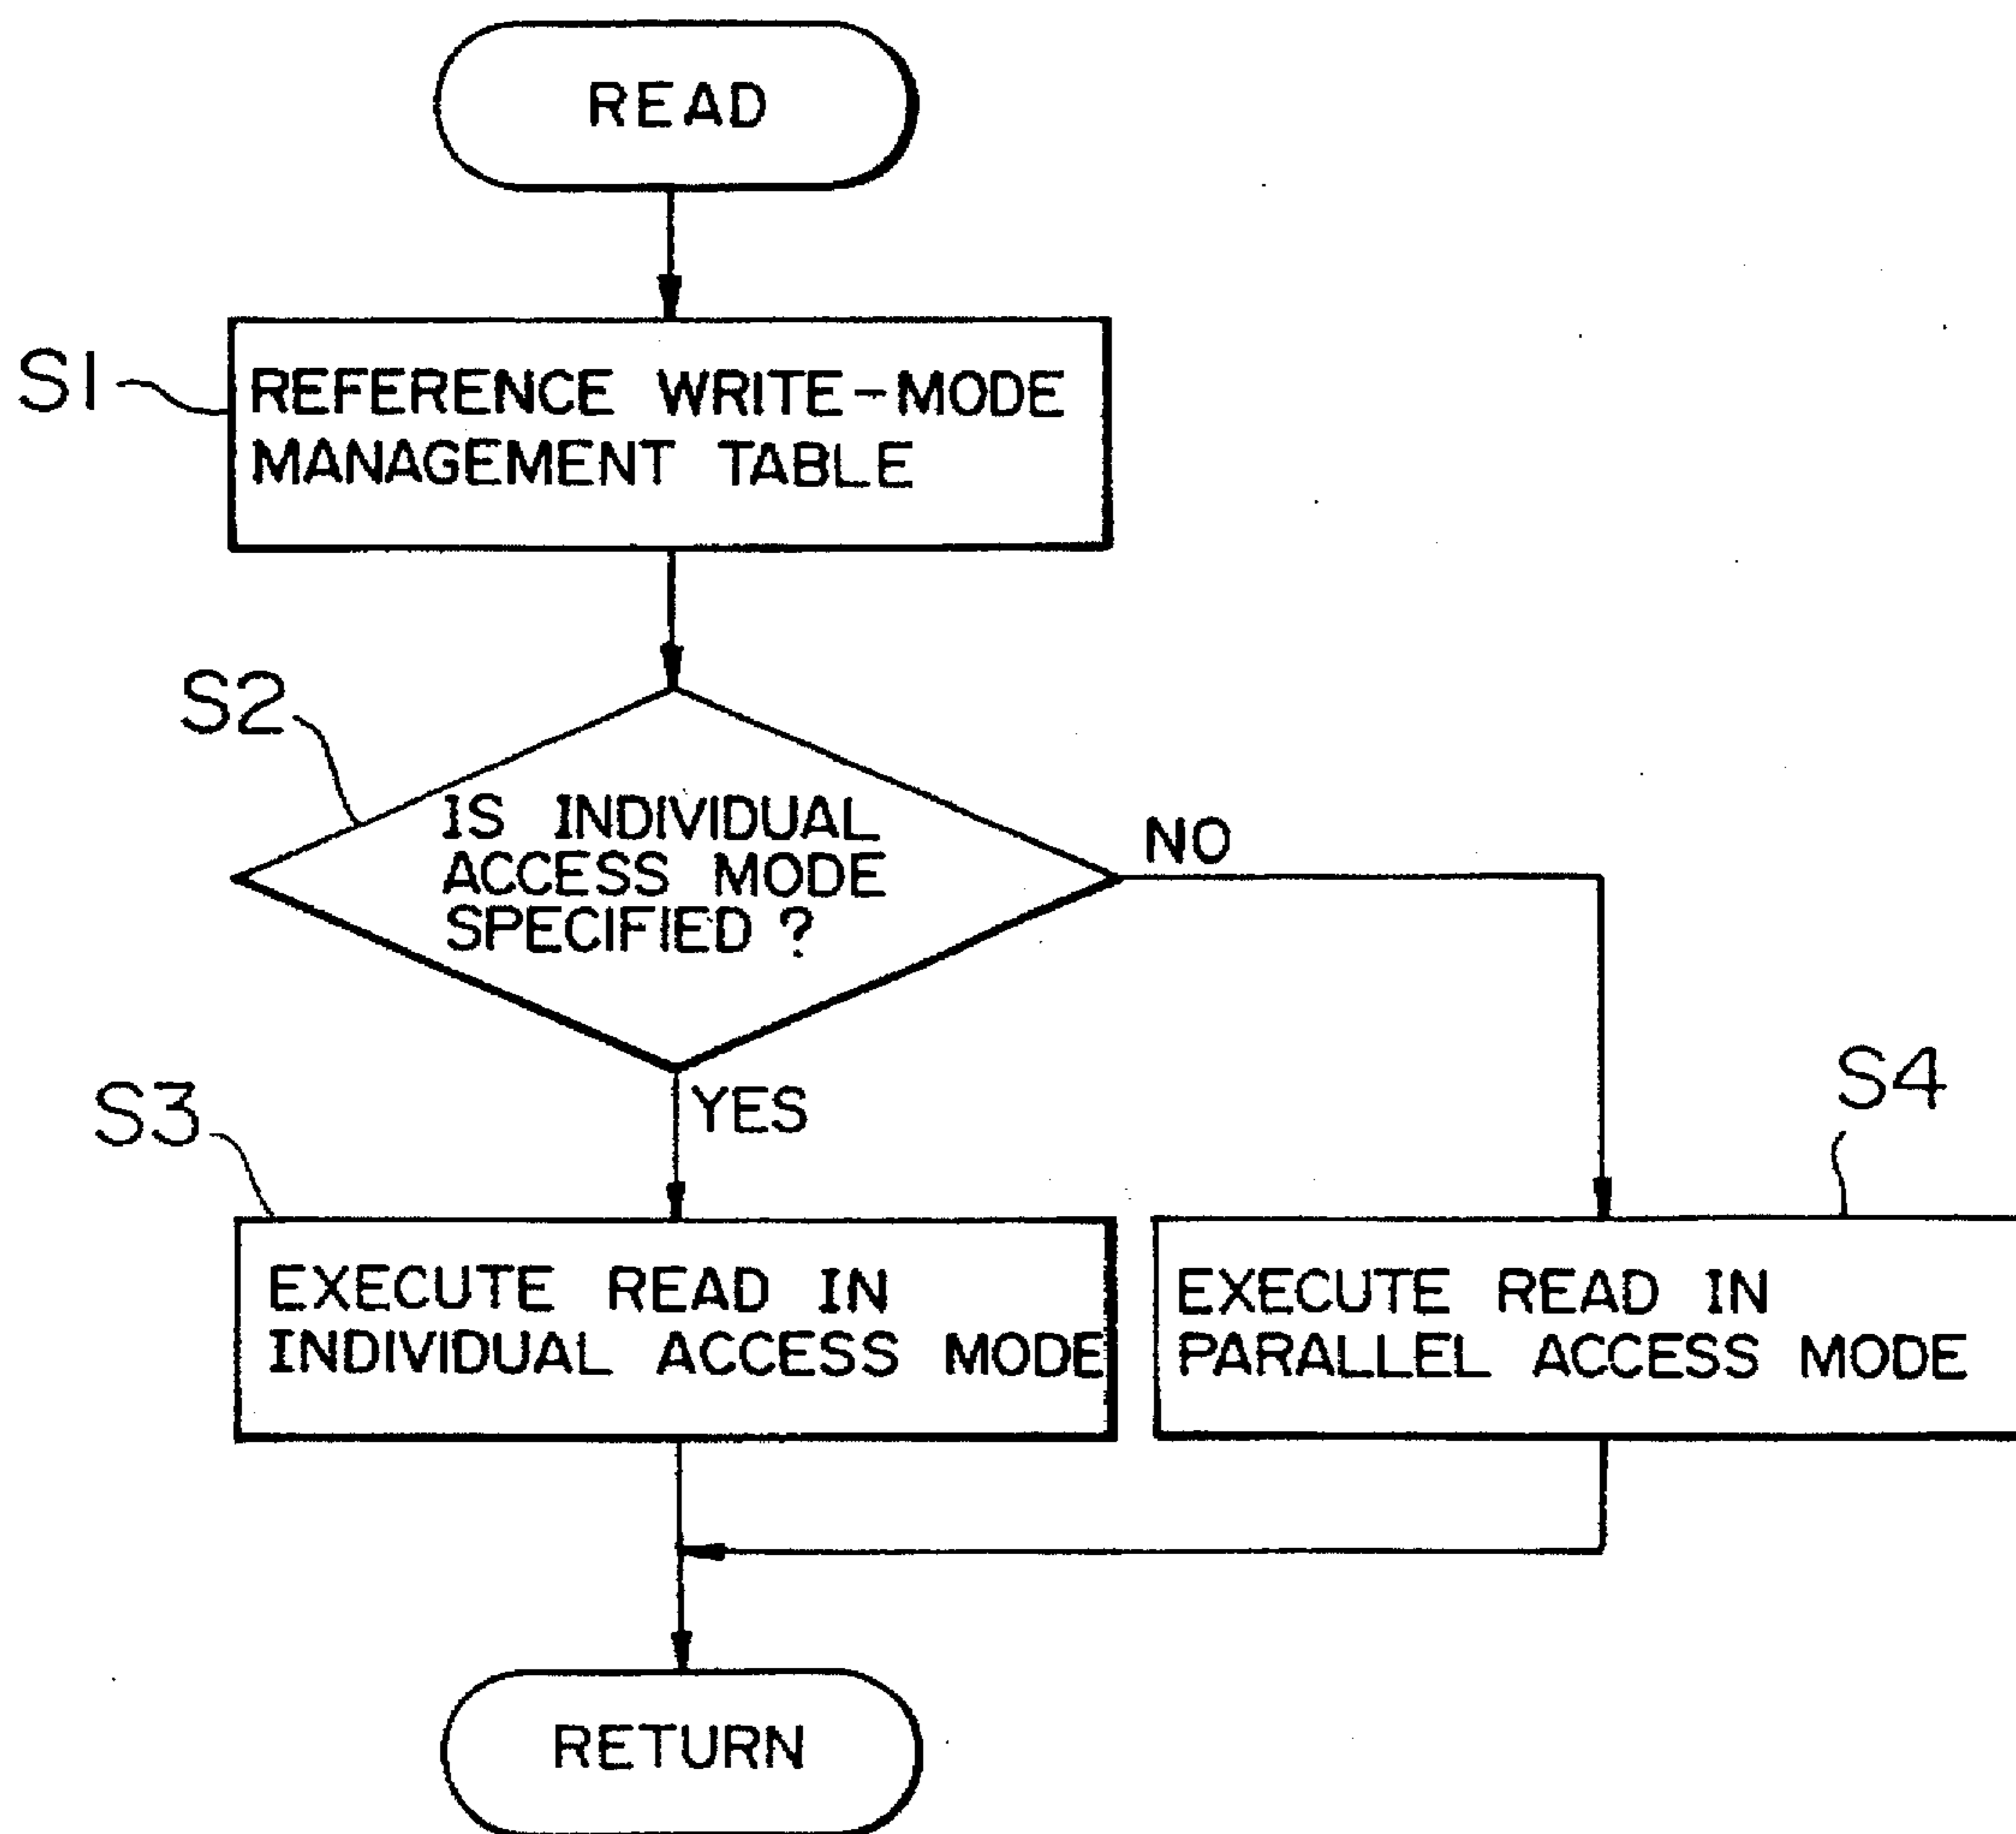 READ
S1
REFERENCE WRITE-MODE
MANAGEMENT TABLE
S2
IS INDIVIDUAL
ACCESS MODE
SPECIFIED ?
NO
YES
S3
EXECUTE READ IN
INDIVIDUAL ACCESS MODE
S4
EXECUTE READ IN
PARALLEL ACCESS MODE
RETURN